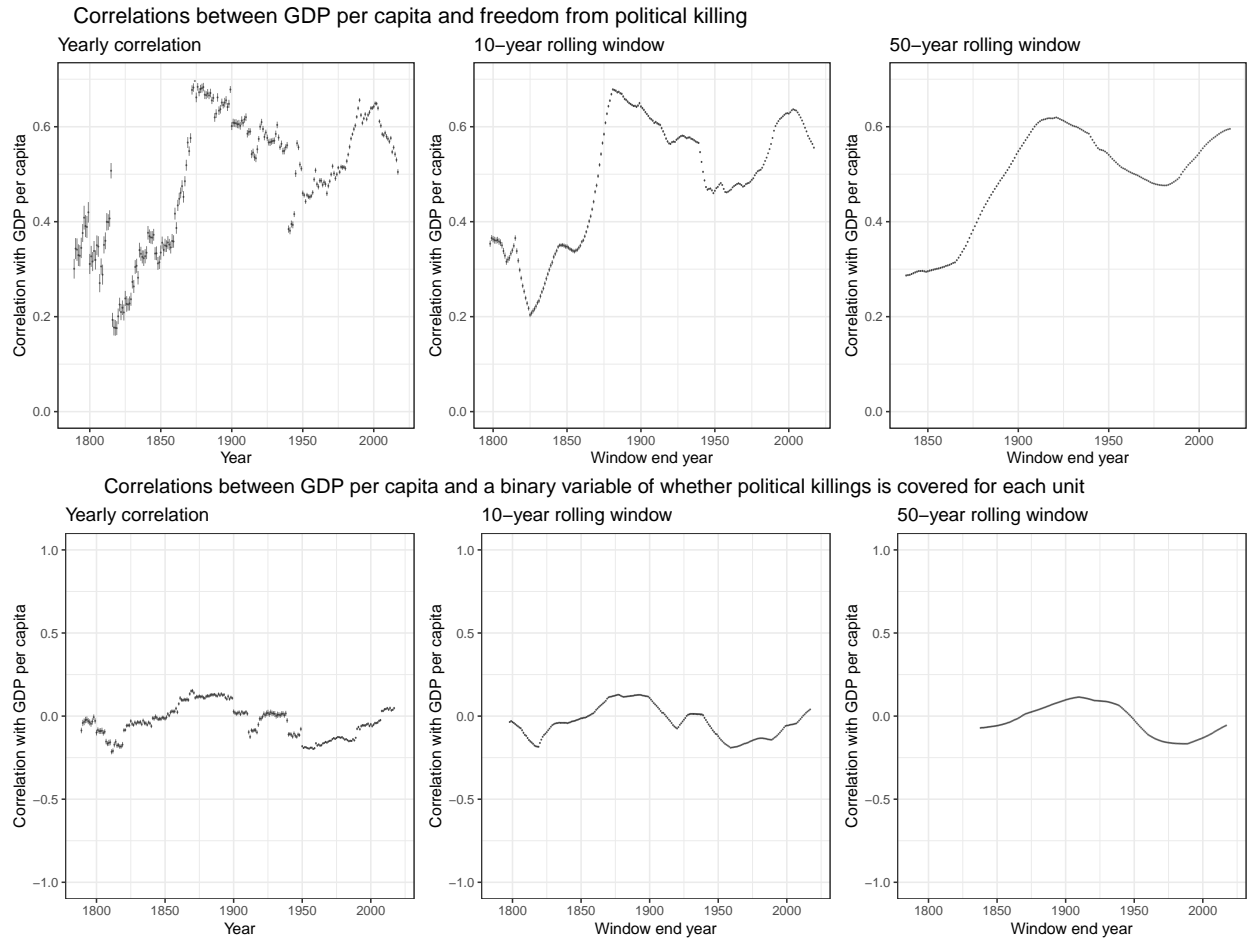 Correlations between GDP per capita and freedom from political killing
Yearly correlation
10−year rolling window
50−year rolling window
Correlation with GDP per capita
0.6
0.4
0.2
0.0
1800 1850 1900 1950 2000
Year
Correlation with GDP per capita
0.6
0.4
0.2
0.0
1800 1850 1900 1950 2000
Window end year
Correlation with GDP per capita
0.6
0.4
0.2
0.0
1850 1900 1950 2000
Window end year
Correlations between GDP per capita and a binary variable of whether political killings is covered for each unit
Yearly correlation
10−year rolling window
50−year rolling window
Correlation with GDP per capita
1.0
0.5
0.0
−0.5
−1.0
1800 1850 1900 1950 2000
Year
Correlation with GDP per capita
1.0
0.5
0.0
−0.5
−1.0
1800 1850 1900 1950 2000
Window end year
Correlation with GDP per capita
1.0
0.5
0.0
−0.5
−1.0
1800 1850 1900 1950 2000
Window end year